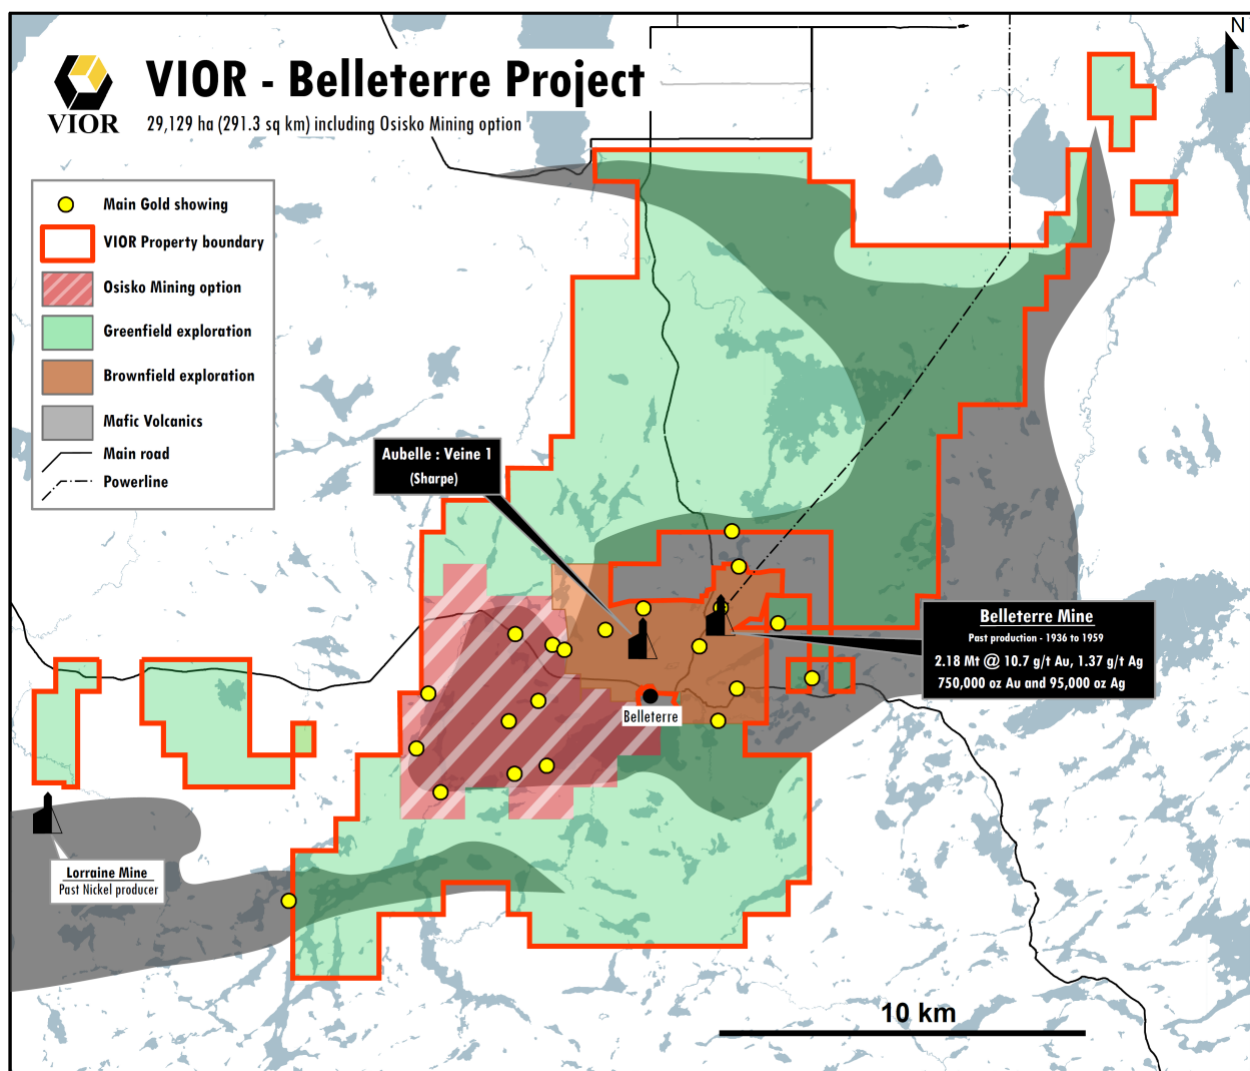 N
VIOR
VIOR - Belleterre Project
29,129 ha (291.3 sq km) including Osisko Mining option
Main Gold showing
VIOR Property boundary
Osisko Mining option
Greenfield exploration
Brownfield exploration
Mafic Volcanics
Main road
Powerline
Aubelle : Veine 1
(Sharpe)
Belleterre Mine
Past production - 1936 to 1959
2.18 Mt @ 10.7 g/t Au, 1.37 g/t Ag
750,000 oz Au and 95,000 oz Ag
Belleterre
Lorraine Mine
Past Nickel producer
10 km